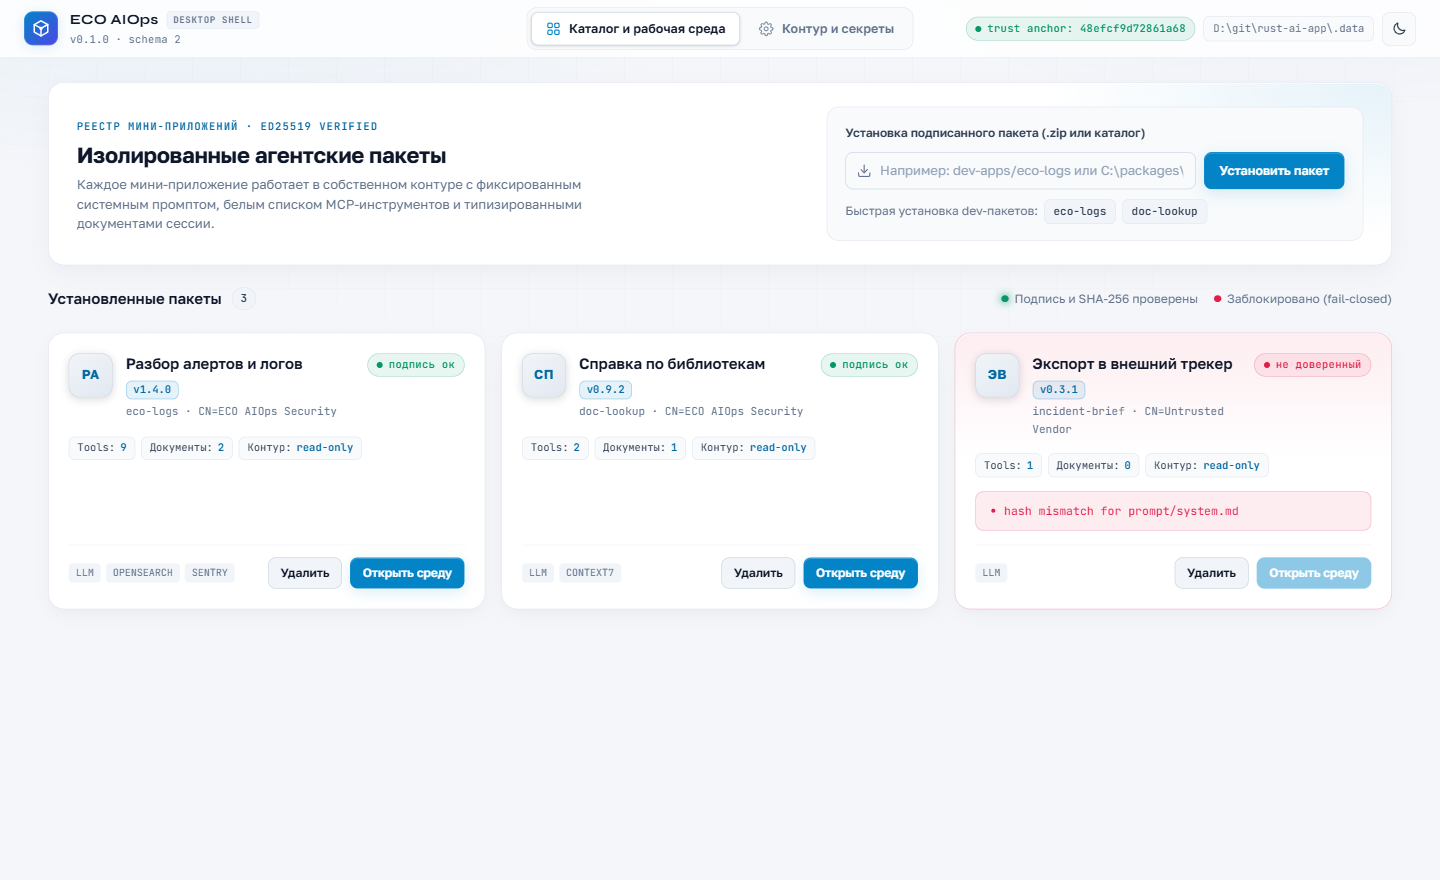 ECO AIOps DESKTOP SHELL
v0.1.0 · schema 2
Каталог и рабочая среда
Контур и секреты
trust anchor: 48efcf9d72861a68
D:\git\rust-ai-app\.data
РЕЕСТР МИНИ-ПРИЛОЖЕНИЙ · ED25519 VERIFIED
Изолированные агентские пакеты
Каждое мини-приложение работает в собственном контуре с фиксированным
системным промптом, белым списком MCP-инструментов и типизированными
документами сессии.
Установка подписанного пакета (.zip или каталог)
Например: dev-apps/eco-logs или C:\packages\
Установить пакет
Быстрая установка dev-пакетов: eco-logs doc-lookup
Установленные пакеты 3
Подпись и SHA-256 проверены
Заблокировано (fail-closed)
РА
Разбор алертов и логов
подпись ок
v1.4.0
eco-logs · CN=ECO AIOps Security
Tools: 9 Документы: 2 Контур: read-only
LLM OPENSEARCH SENTRY
Удалить
Открыть среду
СП
Справка по библиотекам
подпись ок
v0.9.2
doc-lookup · CN=ECO AIOps Security
Tools: 2 Документы: 1 Контур: read-only
LLM CONTEXT7
Удалить
Открыть среду
ЭВ
Экспорт в внешний трекер
не доверенный
v0.3.1
incident-brief · CN=Untrusted
Vendor
Tools: 1 Документы: 0 Контур: read-only
• hash mismatch for prompt/system.md
LLM
Удалить
Открыть среду